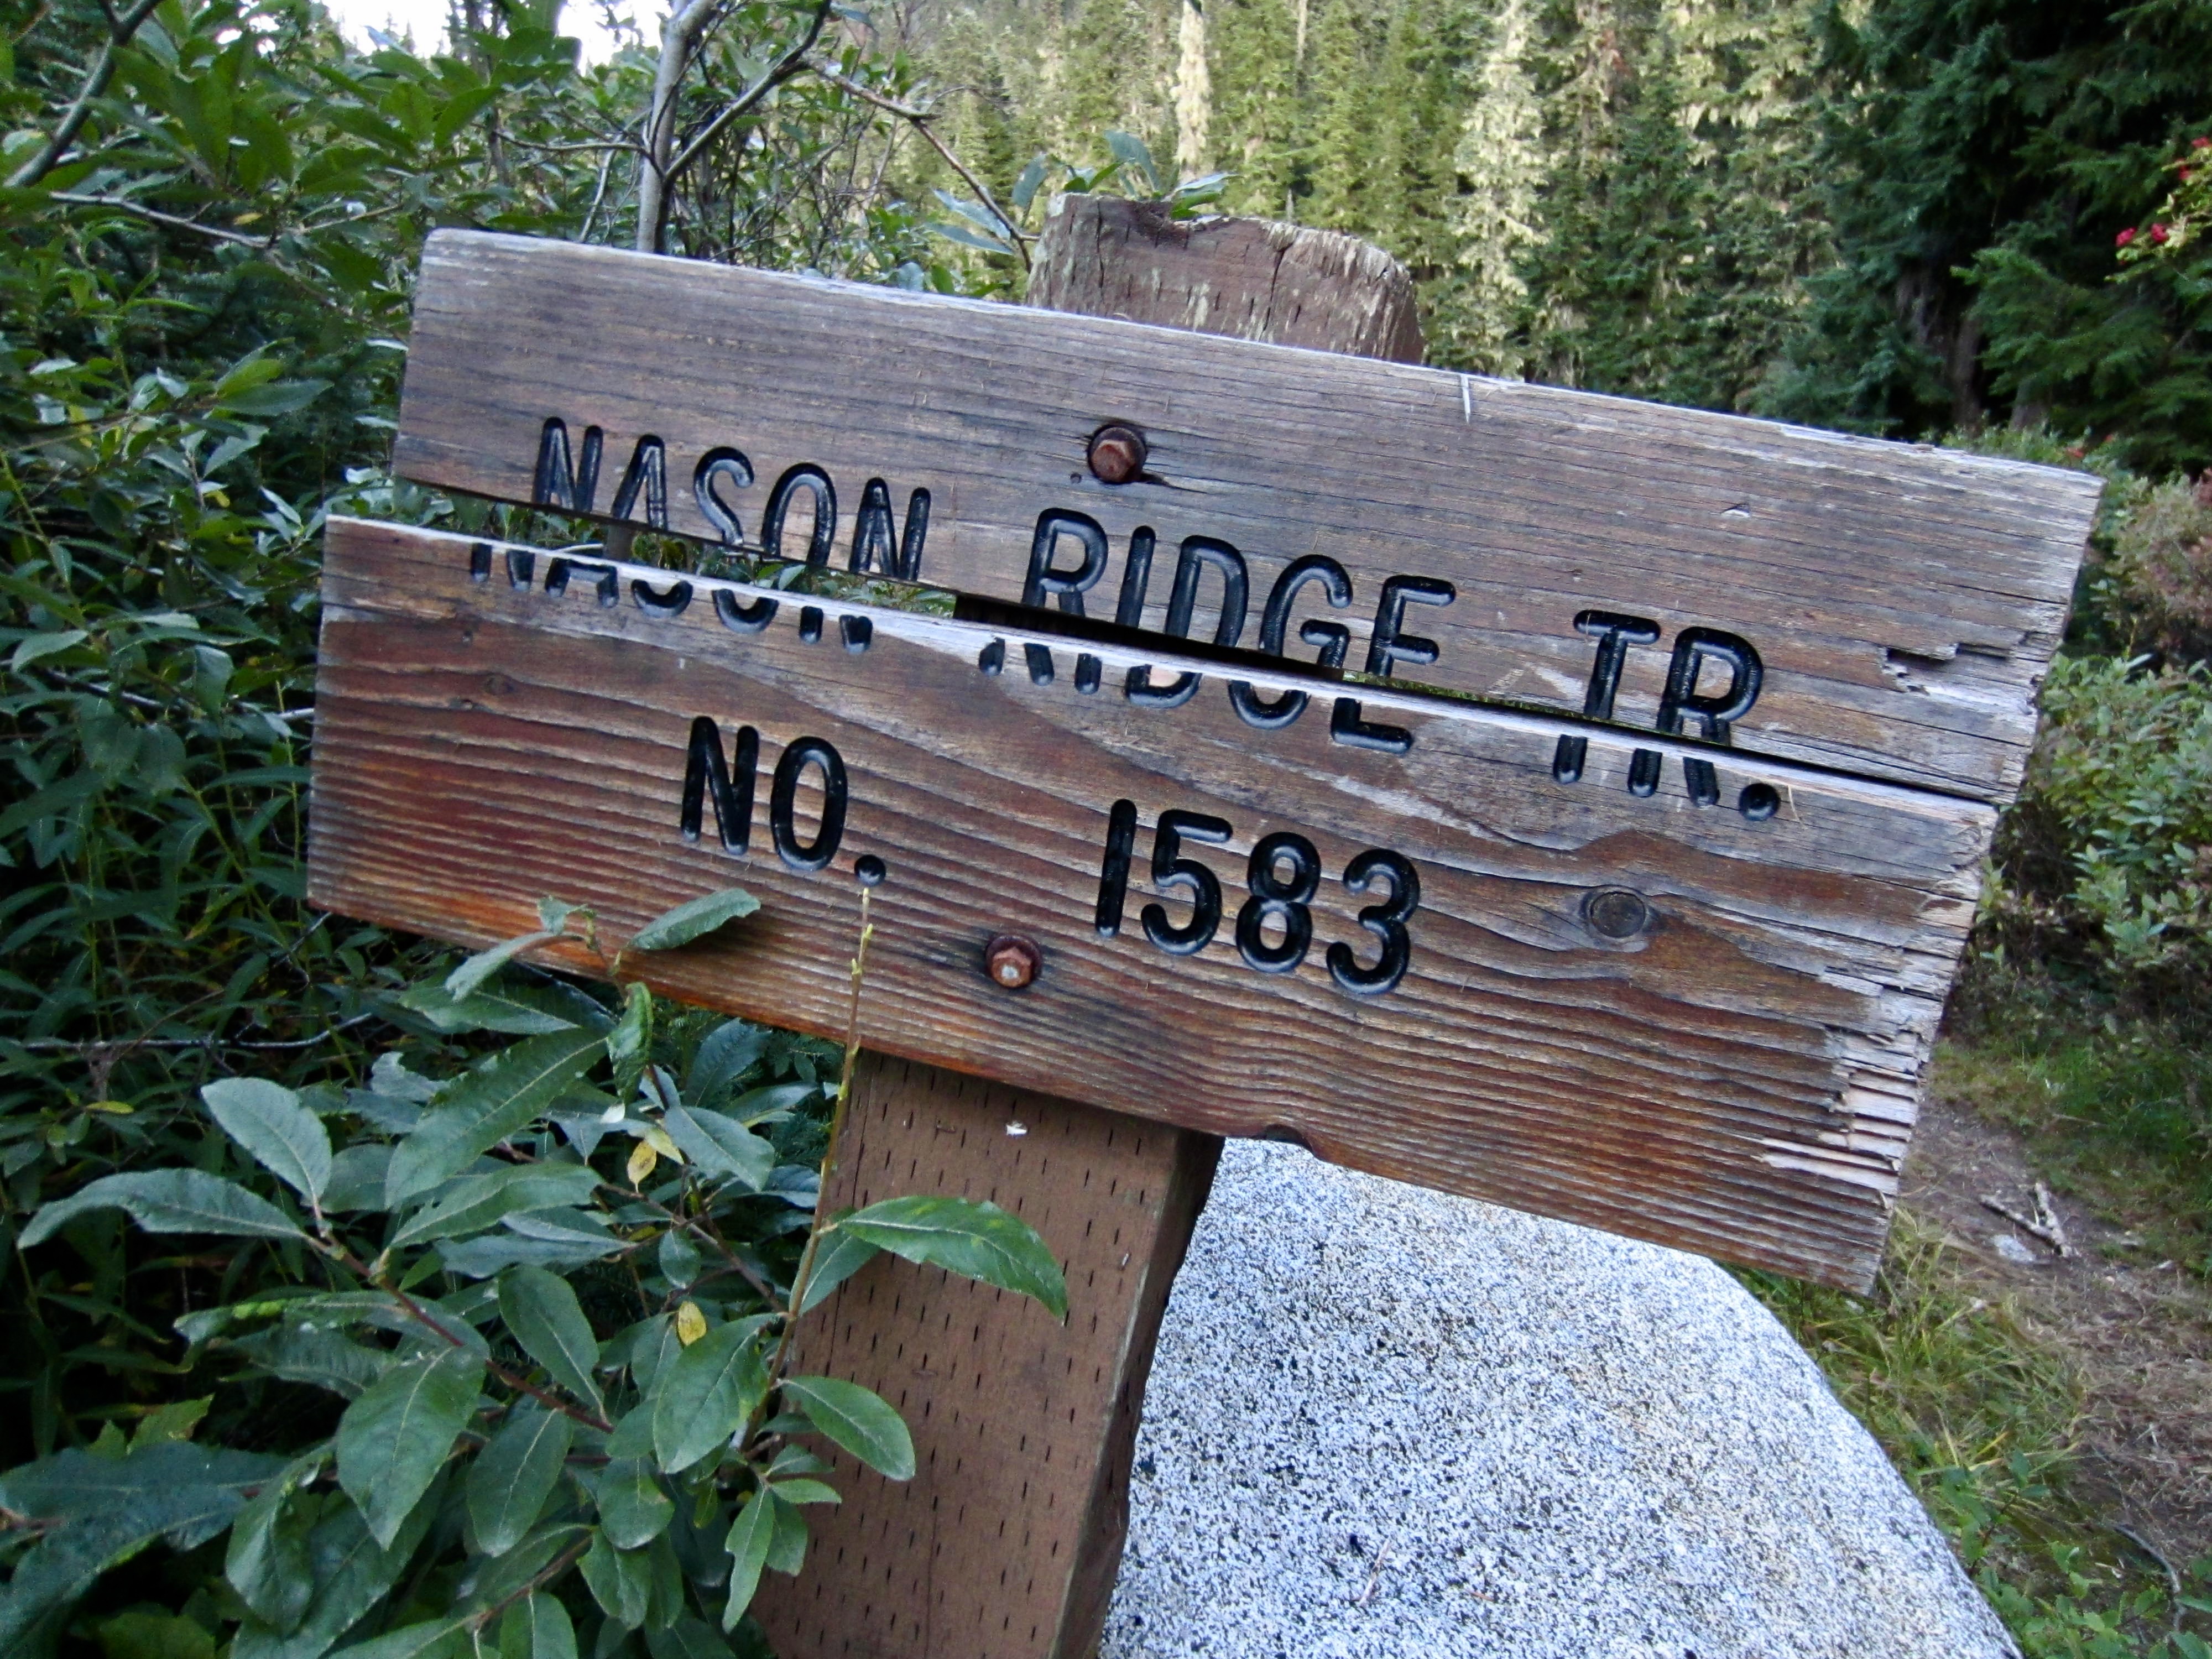 NASON RIDGE TR.
NO. 1583